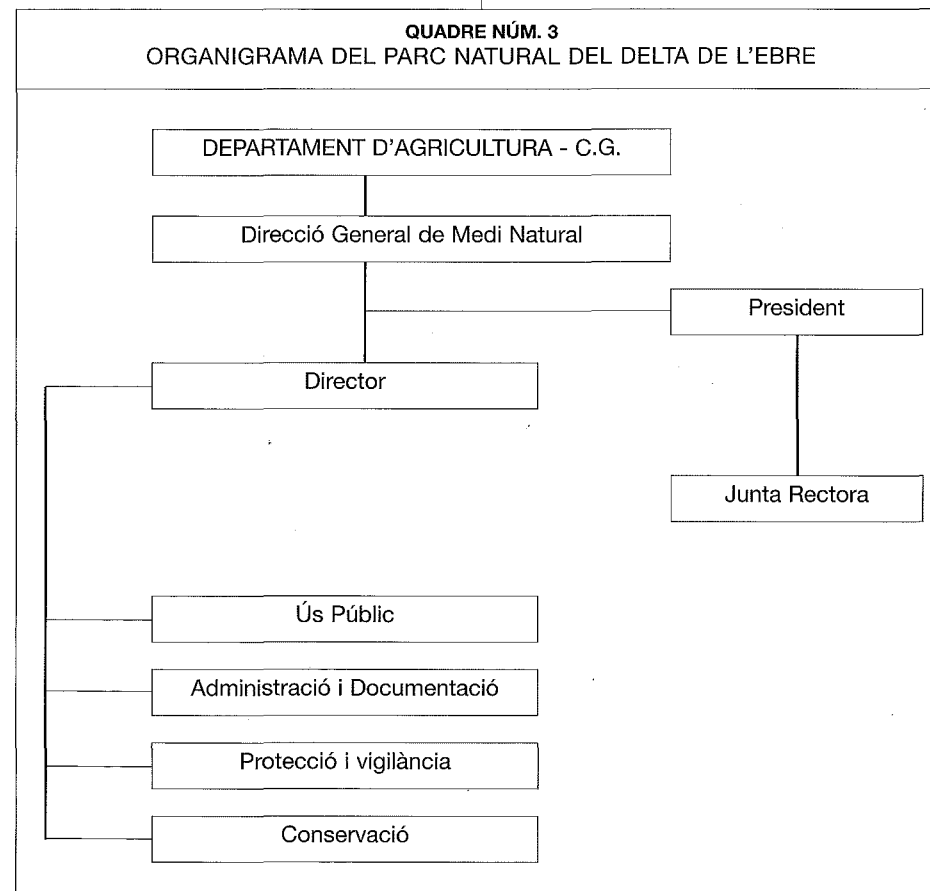 QUADRE NÚM. 3
ORGANIGRAMA DEL PARC NATURAL DEL DELTA DE L'EBRE
DEPARTAMENT D'AGRICULTURA - C.G.
Direcció General de Medi Natural
President
Director
Junta Rectora
Ús Públic
Administració i Documentació
Protecció i vigilància
Conservació